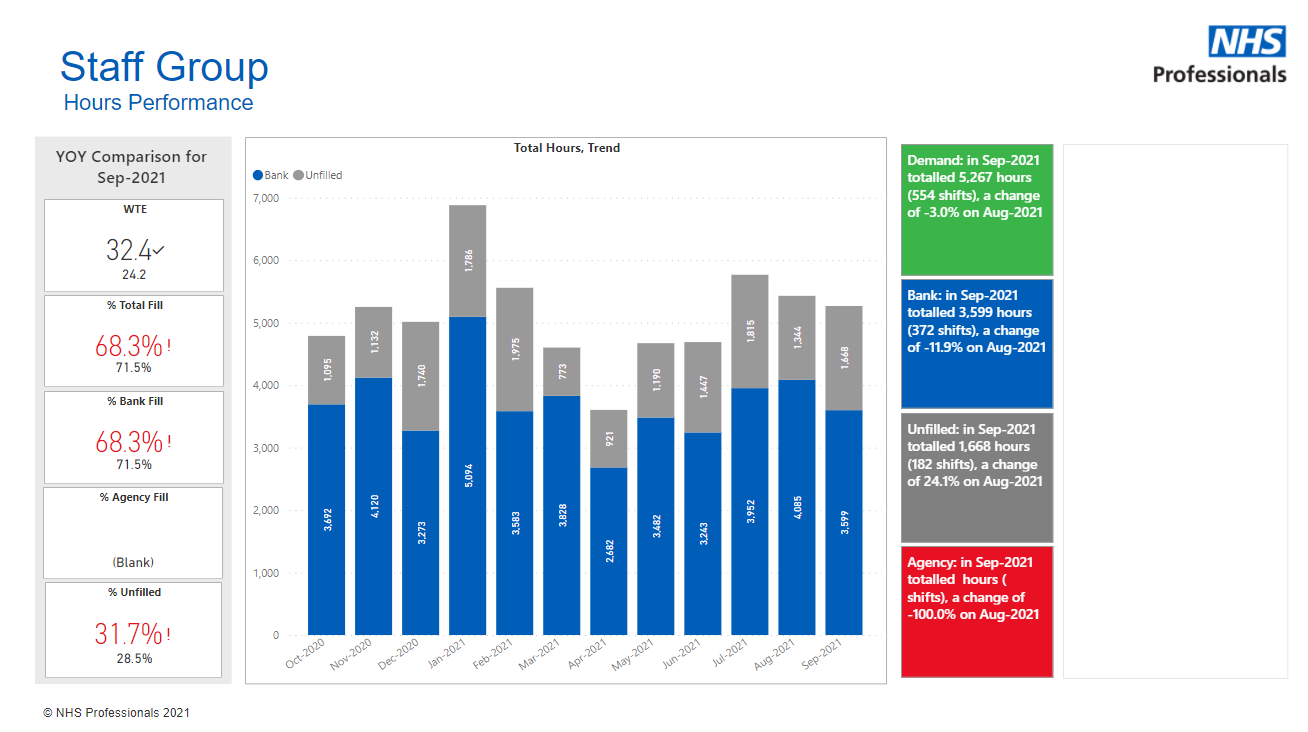 Staff Group
Hours Performance
NHS
Professionals
YOY Comparison for
Sep-2021
WTE
32.4✓
24.2
% Total Fill
68.3%!
71.5%
% Bank Fill
68.3%!
71.5%
% Agency Fill
(Blank)
% Unfilled
31.7%!
28.5%
Total Hours, Trend
Bank Unfilled
7,000
6,000
5,000
4,000
3,000
2,000
1,000
0
1,095
1,132
1,740
1,786
1,975
773
921
1,190
1,447
1,815
1,344
1,668
3,692
4,120
3,273
5,094
3,583
3,828
2,682
3,482
3,243
3,952
4,085
3,599
Oct-2020
Nov-2020
Dec-2020
Jan-2021
Feb-2021
Mar-2021
Apr-2021
May-2021
Jun-2021
Jul-2021
Aug-2021
Sep-2021
Demand: in Sep-2021
totalled 5,267 hours
(554 shifts), a change
of -3.0% on Aug-2021
Bank: in Sep-2021
totalled 3,599 hours
(372 shifts), a change
of -11.9% on Aug-2021
Unfilled: in Sep-2021
totalled 1,668 hours
(182 shifts), a change
of 24.1% on Aug-2021
Agency: in Sep-2021
totalled  hours (
shifts), a change of
-100.0% on Aug-2021
© NHS Professionals 2021